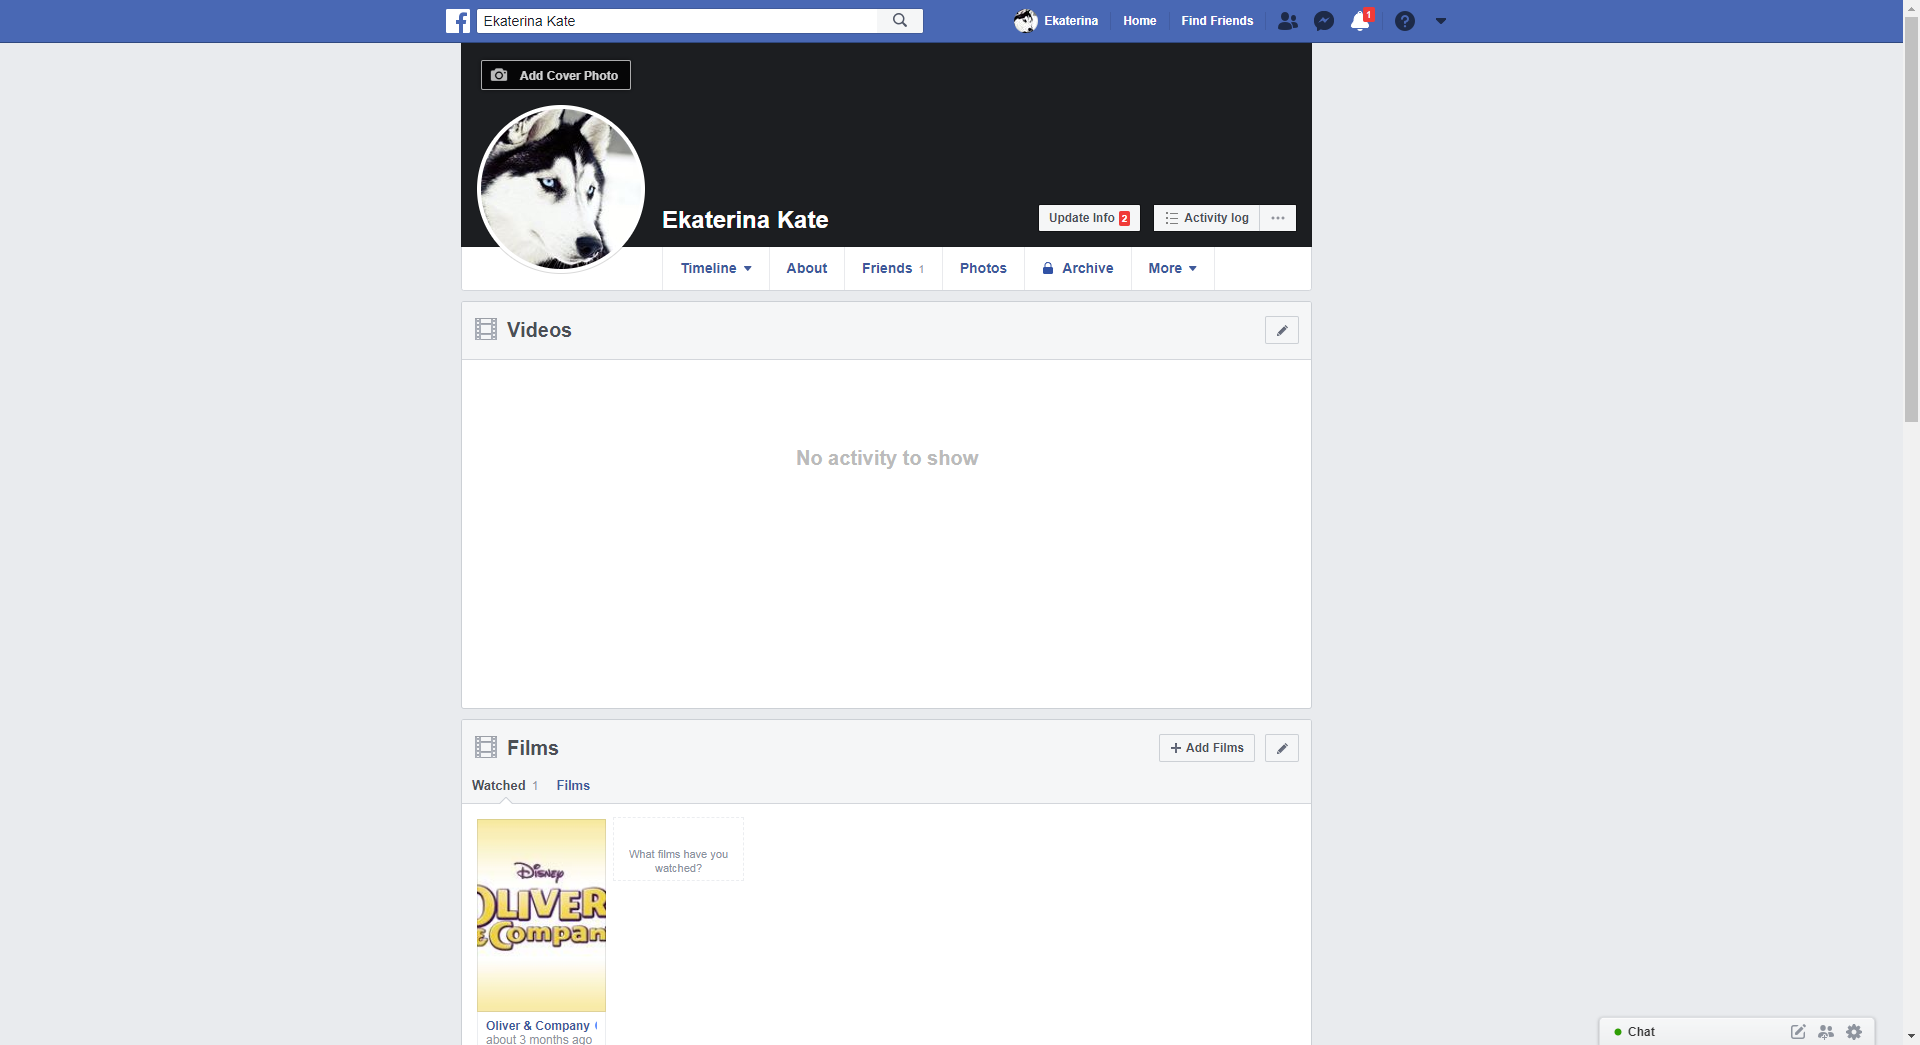 Ekaterina Kate
Ekaterina
Home
Find Friends
1
Add Cover Photo
Ekaterina Kate
Update Info 2
Activity log
Timeline
About
Friends 1
Photos
Archive
More
Videos
No activity to show
Films
+ Add Films
Watched 1
Films
What films have you
watched?
Disney
OLIVER
& Compan
Oliver & Company
about 3 months ago
Chat